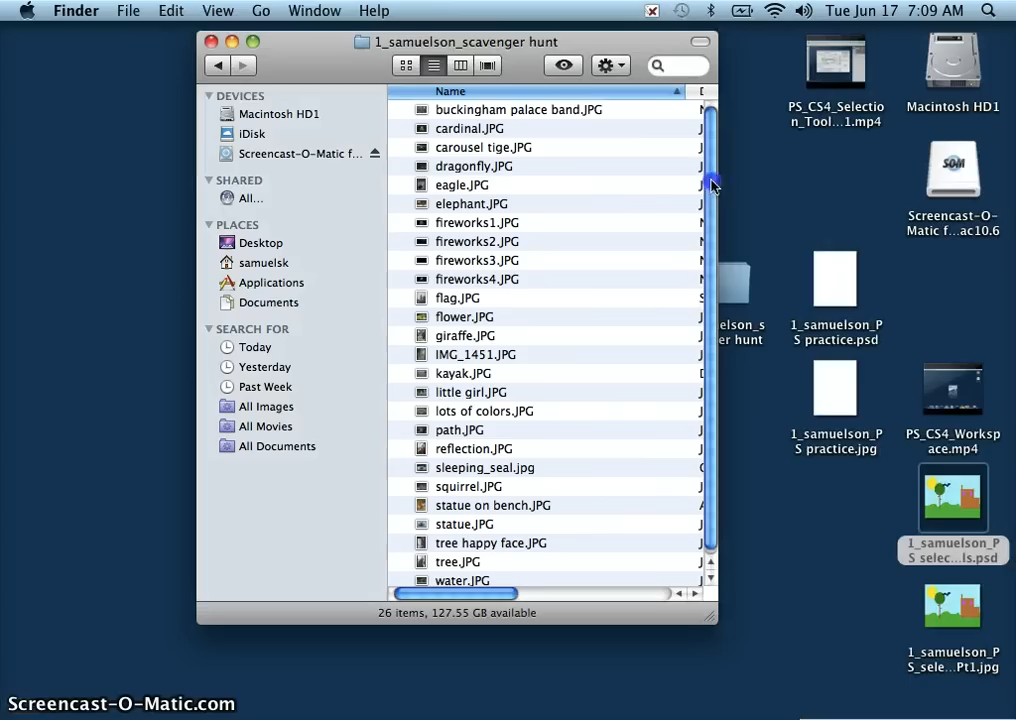 Finder File Edit View Go Window Help Tue Jun 17 7:09 AM
1_samuelson_scavenger hunt
DEVICES
Macintosh HD1
iDisk
Screencast-O-Matic f...
SHARED
All...
PLACES
Desktop
samuelsk
Applications
Documents
SEARCH FOR
Today
Yesterday
Past Week
All Images
All Movies
All Documents
Name
buckingham palace band.JPG
cardinal.JPG
carousel tige.JPG
dragonfly.JPG
eagle.JPG
elephant.JPG
fireworks1.JPG
fireworks2.JPG
fireworks3.JPG
fireworks4.JPG
flag.JPG
flower.JPG
giraffe.JPG
IMG_1451.JPG
kayak.JPG
little girl.JPG
lots of colors.JPG
path.JPG
reflection.JPG
sleeping_seal.jpg
squirrel.JPG
statue on bench.JPG
statue.JPG
tree happy face.JPG
tree.JPG
water.JPG
26 items, 127.55 GB available
PS_CS4_Selectio
n_Tool...1.mp4
Macintosh HD1
SOM
Screencast-O-
Matic f...ac10.6
elson_s
er hunt
1_samuelson_P
S practice.psd
1_samuelson_P
S practice.jpg
PS_CS4_Worksp
ace.mp4
1_samuelson_P
S selec...ls.psd
1_samuelson_P
S_sele...Pt1.jpg
Screencast-O-Matic.com